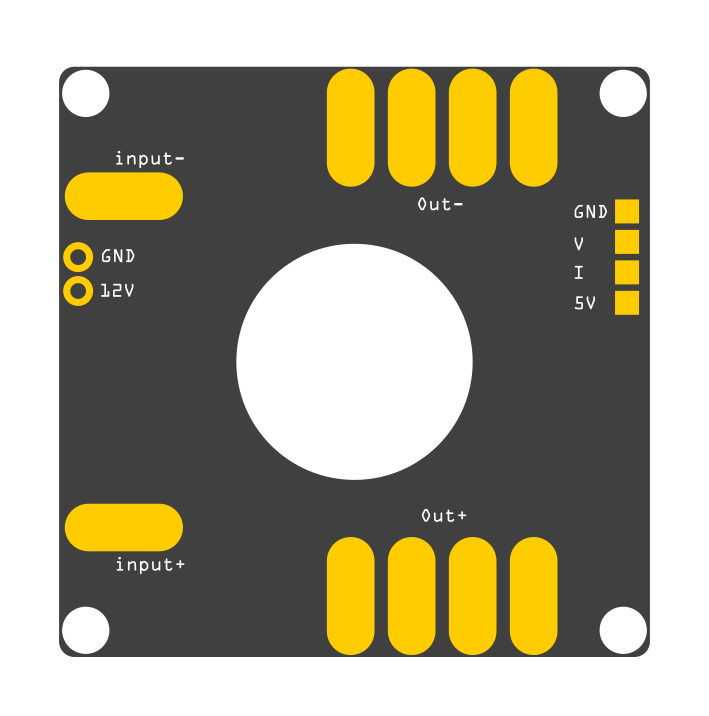 input-
Out-
GND
V
I
5V
GND
12V
Out+
input+